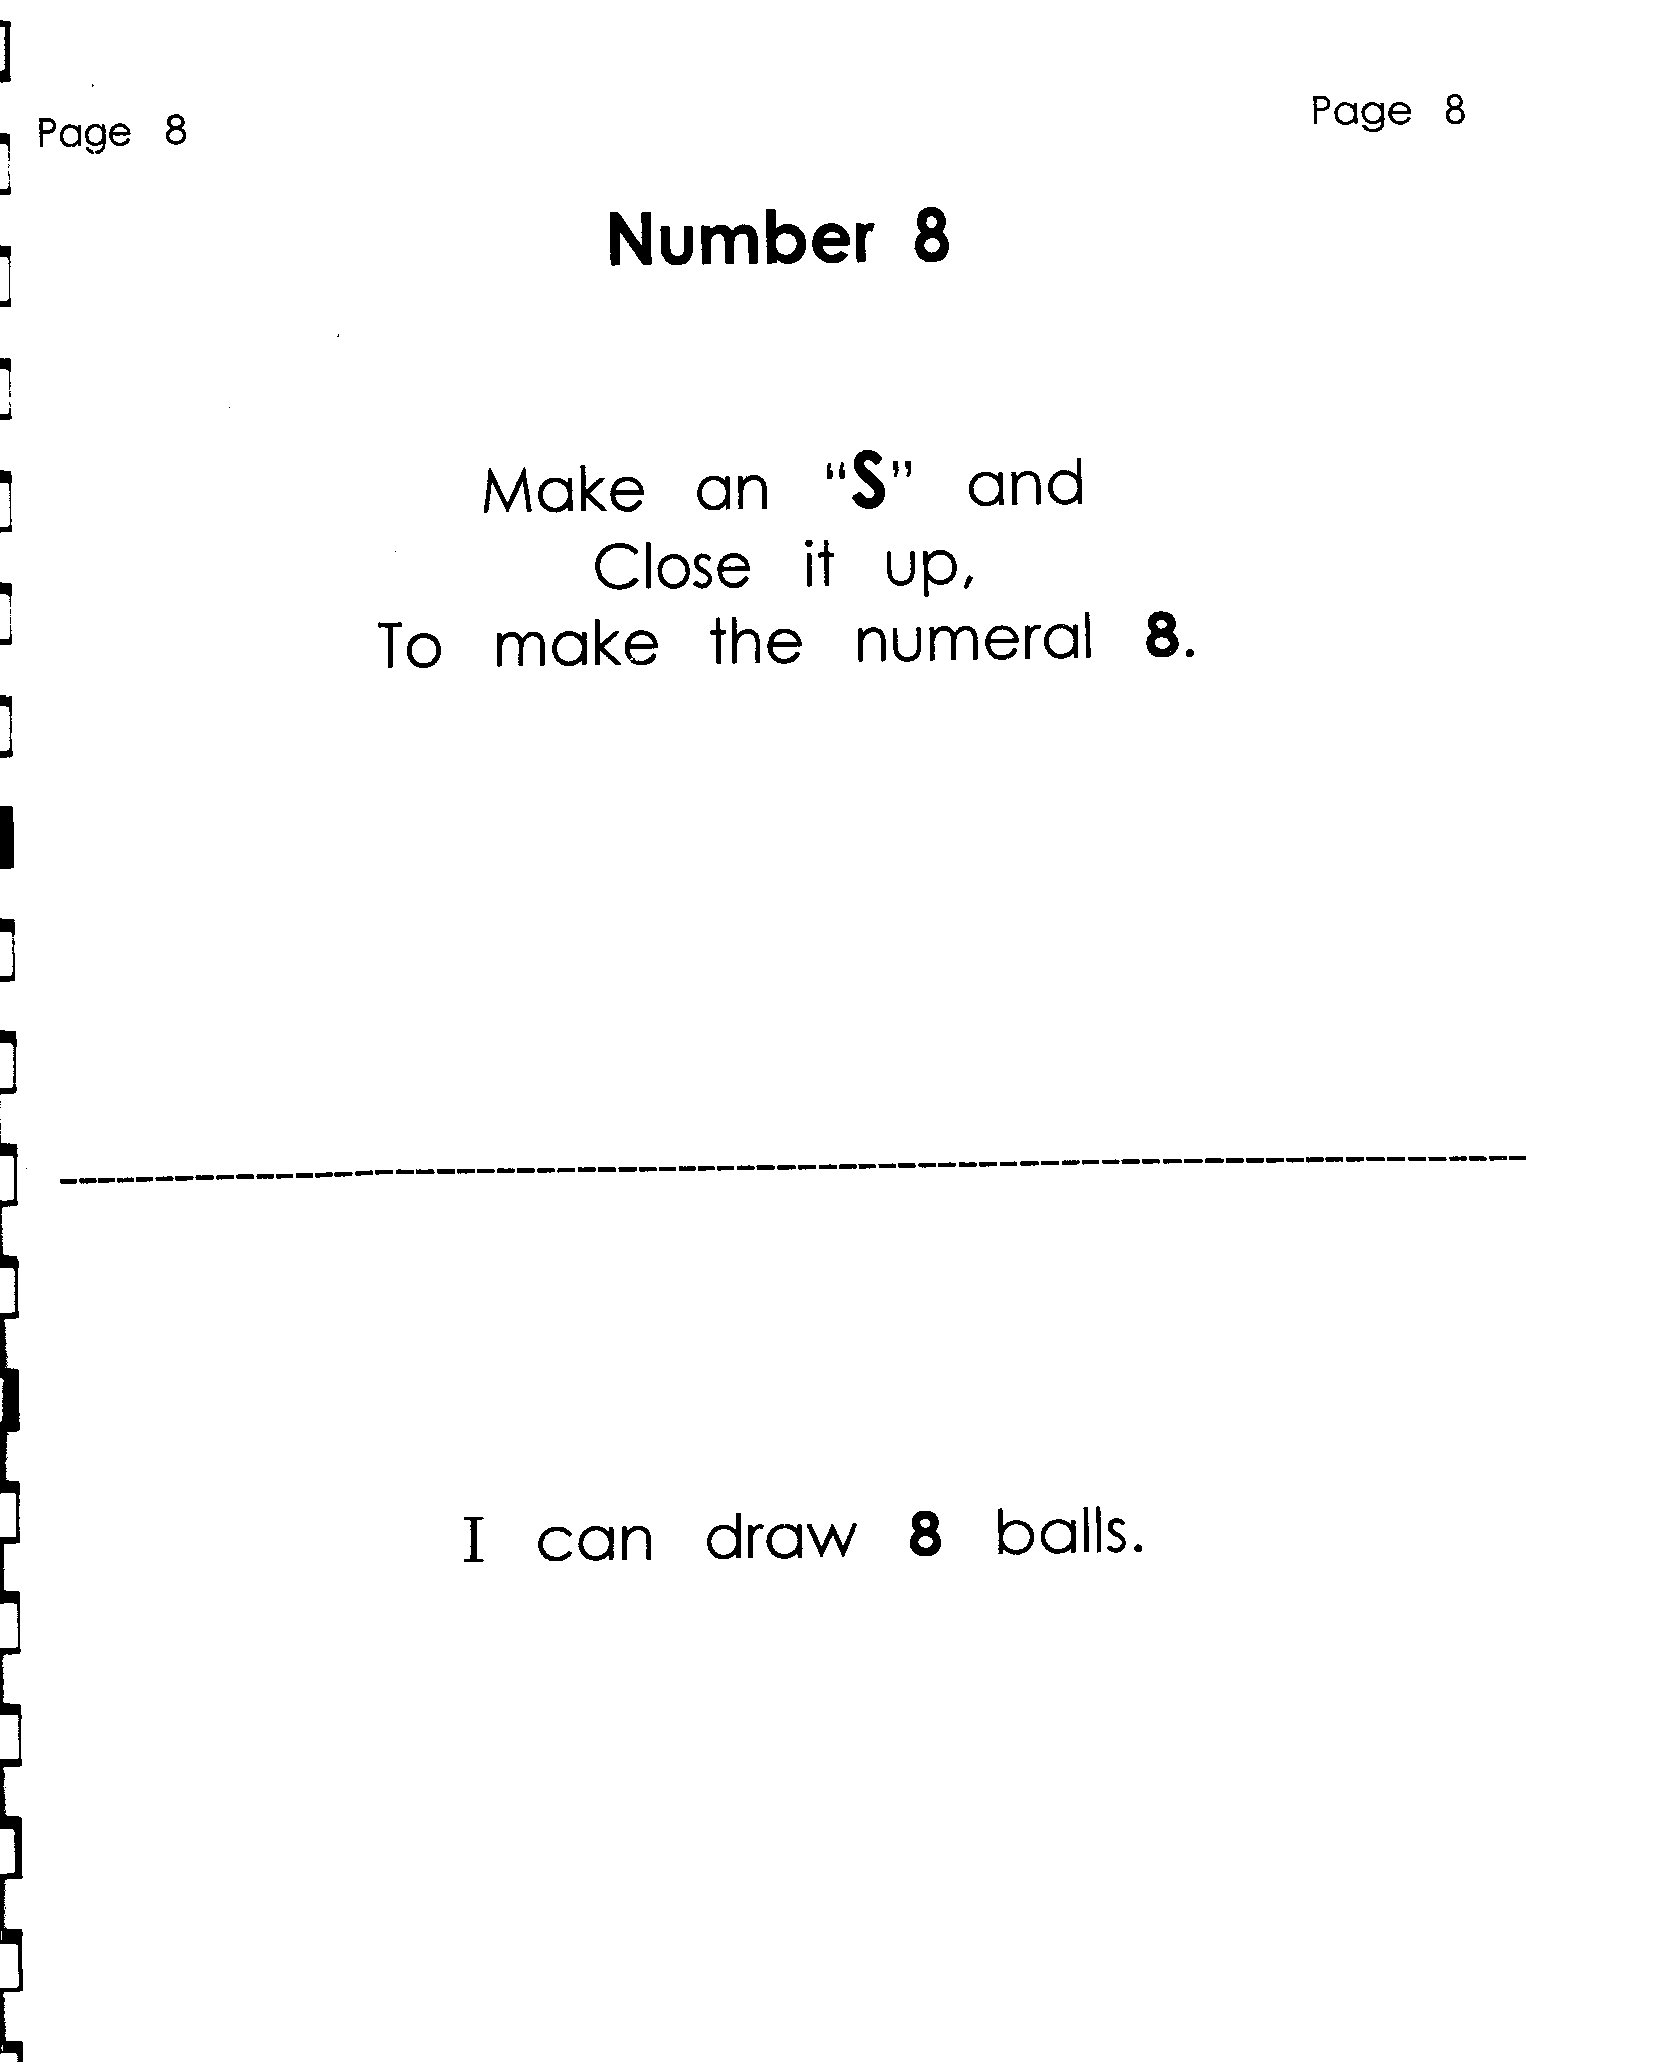 Page 8
Page 8
Number 8
Make an “S” and
Close it up,
To make the numeral 8.
I can draw 8 balls.